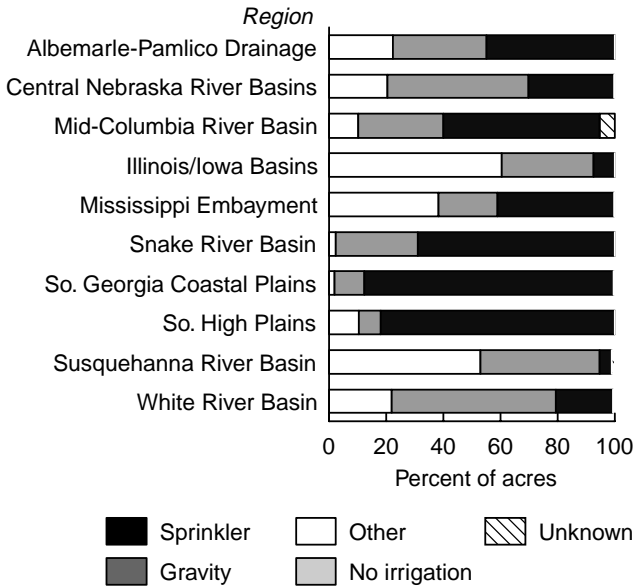 Region
Albemarle-Pamlico Drainage
Central Nebraska River Basins
Mid-Columbia River Basin
Illinois/Iowa Basins
Mississippi Embayment
Snake River Basin
So. Georgia Coastal Plains
So. High Plains
Susquehanna River Basin
White River Basin
0 20 40 60 80 100
Percent of acres
Sprinkler Other Unknown
Gravity No irrigation